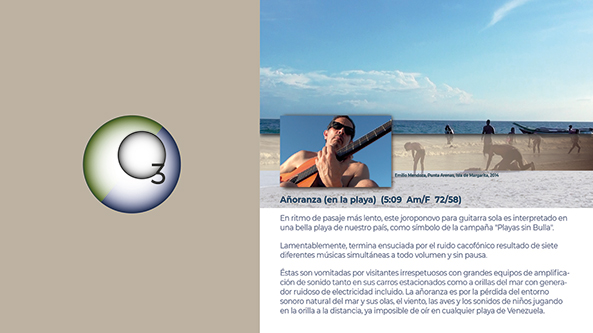 3
Emilio Mendoza, Punta Arenas, Isla de Margarita, 2014
Añoranza (en la playa) (5:09 Am/F 72/58)
En ritmo de pasaje más lento, este joroponovo para guitarra sola es interpretado en
una bella playa de nuestro país, como símbolo de la campaña "Playas sin Bulla".
Lamentablemente, termina ensuciada por el ruido cacofónico resultado de siete
diferentes músicas simultáneas a todo volumen y sin pausa.
Éstas son vomitadas por visitantes irrespetuosos con grandes equipos de amplifica-
ción de sonido tanto en sus carros estacionados como a orillas del mar con genera-
dor ruidoso de electricidad incluido. La añoranza es por la pérdida del entorno
sonoro natural del mar y sus olas, el viento, las aves y los sonidos de niños jugando
en la orilla a la distancia, ya imposible de oír en cualquier playa de Venezuela.